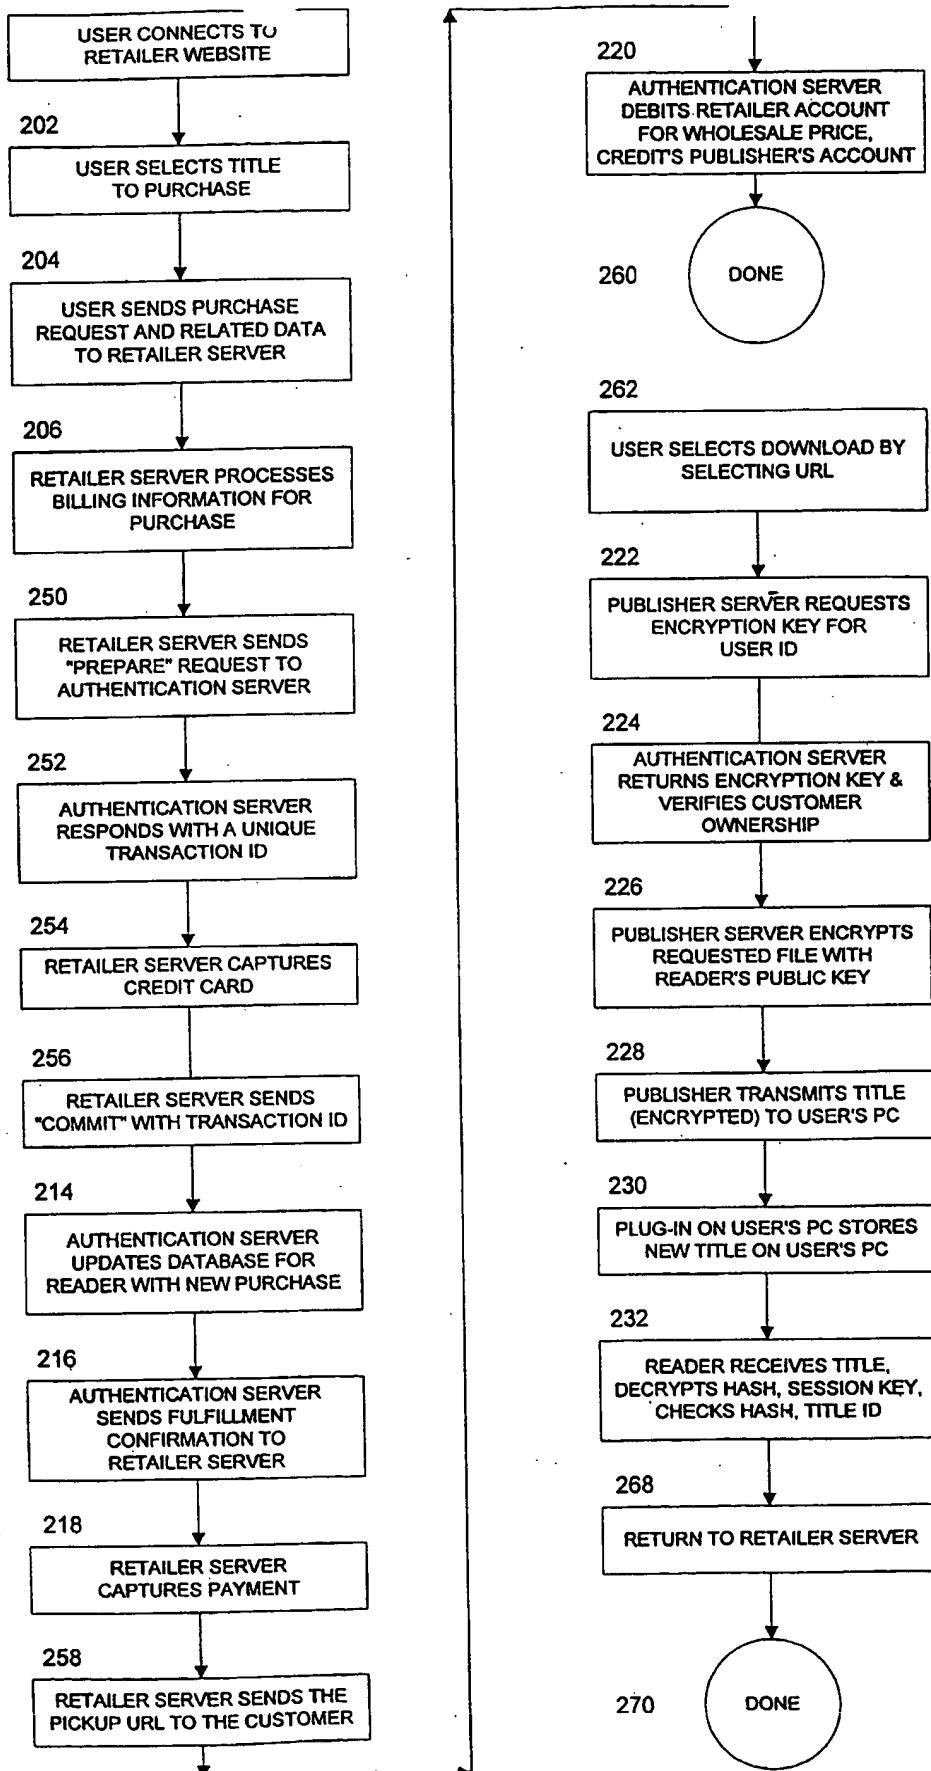 USER CONNECTS TO
RETAILER WEBSITE
202
USER SELECTS TITLE
TO PURCHASE
204
USER SENDS PURCHASE
REQUEST AND RELATED DATA
TO RETAILER SERVER
206
RETAILER SERVER PROCESSES
BILLING INFORMATION FOR
PURCHASE
250
RETAILER SERVER SENDS
"PREPARE" REQUEST TO
AUTHENTICATION SERVER
252
AUTHENTICATION SERVER
RESPONDS WITH A UNIQUE
TRANSACTION ID
254
RETAILER SERVER CAPTURES
CREDIT CARD
256
RETAILER SERVER SENDS
"COMMIT" WITH TRANSACTION ID
214
AUTHENTICATION SERVER
UPDATES DATABASE FOR
READER WITH NEW PURCHASE
216
AUTHENTICATION SERVER
SENDS FULFILLMENT
CONFIRMATION TO
RETAILER SERVER
218
RETAILER SERVER
CAPTURES PAYMENT
258
RETAILER SERVER SENDS THE
PICKUP URL TO THE CUSTOMER
220
AUTHENTICATION SERVER
DEBITS RETAILER ACCOUNT
FOR WHOLESALE PRICE,
CREDIT'S PUBLISHER'S ACCOUNT
260
DONE
262
USER SELECTS DOWNLOAD BY
SELECTING URL
222
PUBLISHER SERVER REQUESTS
ENCRYPTION KEY FOR
USER ID
224
AUTHENTICATION SERVER
RETURNS ENCRYPTION KEY &
VERIFIES CUSTOMER
OWNERSHIP
226
PUBLISHER SERVER ENCRYPTS
REQUESTED FILE WITH
READER'S PUBLIC KEY
228
PUBLISHER TRANSMITS TITLE
(ENCRYPTED) TO USER'S PC
230
PLUG-IN ON USER'S PC STORES
NEW TITLE ON USER'S PC
232
READER RECEIVES TITLE,
DECRYPTS HASH, SESSION KEY,
CHECKS HASH, TITLE ID
268
RETURN TO RETAILER SERVER
270
DONE